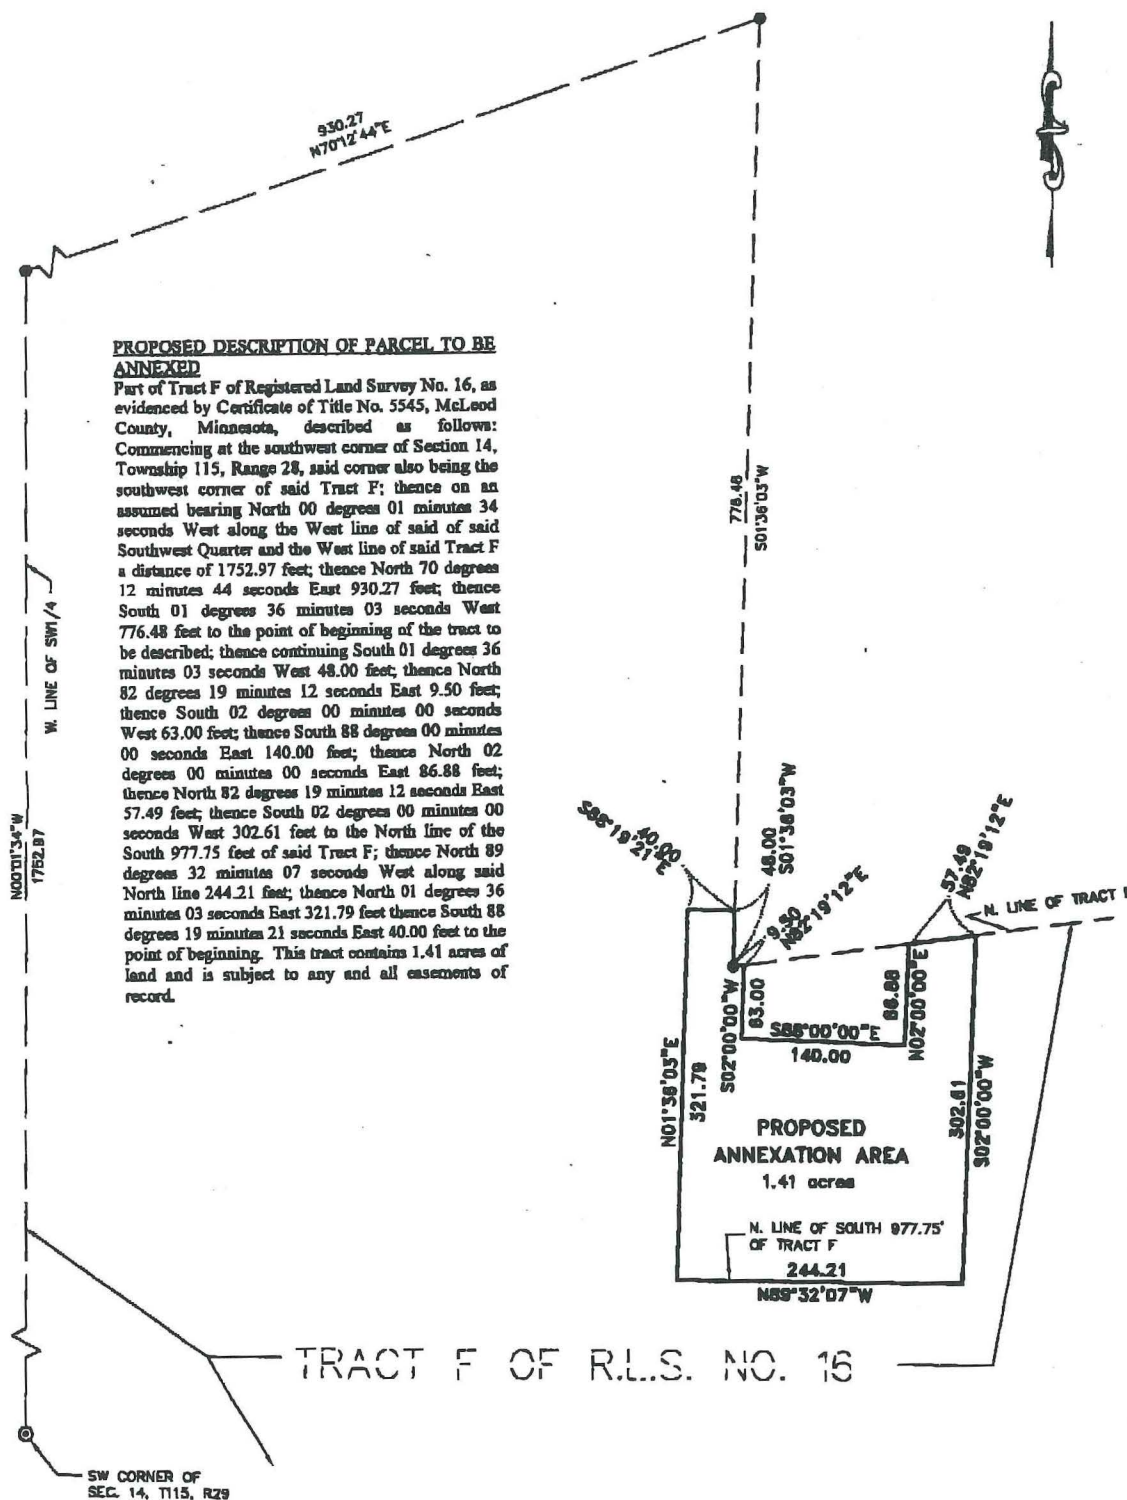 930.27
N70°12'44"E
PROPOSED DESCRIPTION OF PARCEL TO BE
ANNEXED
Part of Tract F of Registered Land Survey No. 16, as
evidenced by Certificate of Title No. 5545, McLeod
County, Minnesota, described as follows:
Commencing at the southwest corner of Section 14,
Township 115, Range 28, said corner also being the
southwest corner of said Tract F; thence on an
assumed bearing North 00 degrees 01 minutes 34
seconds West along the West line of said of said
Southwest Quarter and the West line of said Tract F
a distance of 1752.97 feet; thence North 70 degrees
12 minutes 44 seconds East 930.27 feet; thence
South 01 degrees 36 minutes 03 seconds West
776.48 feet to the point of beginning of the tract to
be described; thence continuing South 01 degrees 36
minutes 03 seconds West 48.00 feet; thence North
82 degrees 19 minutes 12 seconds East 9.50 feet;
thence South 02 degrees 00 minutes 00 seconds
West 63.00 feet; thence South 88 degrees 00 minutes
00 seconds East 140.00 feet; thence North 02
degrees 00 minutes 00 seconds East 86.88 feet;
thence North 82 degrees 19 minutes 12 seconds East
57.49 feet; thence South 02 degrees 00 minutes 00
seconds West 302.61 feet to the North line of the
South 977.75 feet of said Tract F; thence North 89
degrees 32 minutes 07 seconds West along said
North line 244.21 feet; thence North 01 degrees 36
minutes 03 seconds East 321.79 feet thence South 88
degrees 19 minutes 21 seconds East 40.00 feet to the
point of beginning. This tract contains 1.41 acres of
land and is subject to any and all easements of
record.
W. LINE OF SW1/4
N00°01'34"W
1752.97
776.48
S01°36'03"W
40.00
S88°19'21"E
48.00
S01°36'03"W
9.50
N82°19'12"E
57.49
N82°19'12"E
N. LINE OF TRACT F
S02°00'00"W
63.00
S88°00'00"E
140.00
86.88
N02°00'00"E
N01°36'03"E
321.79
302.61
S02°00'00"W
PROPOSED
ANNEXATION AREA
1.41 acres
N. LINE OF SOUTH 977.75'
OF TRACT F
244.21
N89°32'07"W
TRACT F OF R.L.S. NO. 16
SW CORNER OF
SEC. 14, T115, R29